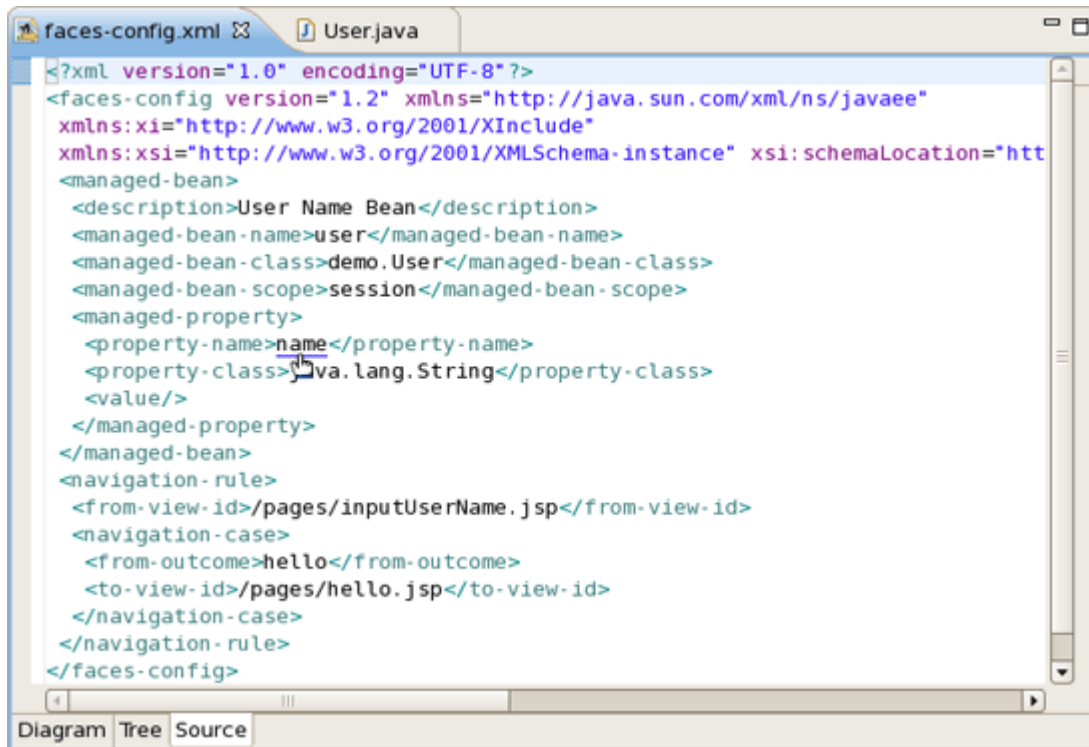 faces-config.xml User.java
<?xml version="1.0" encoding="UTF-8"?>
<faces-config version="1.2" xmlns="http://java.sun.com/xml/ns/javaee"
xmlns:xi="http://www.w3.org/2001/XInclude"
xmlns:xsi="http://www.w3.org/2001/XMLSchema-instance" xsi:schemaLocation="htt
<managed-bean>
<description>User Name Bean</description>
<managed-bean-name>user</managed-bean-name>
<managed-bean-class>demo.User</managed-bean-class>
<managed-bean-scope>session</managed-bean-scope>
<managed-property>
<property-name>name</property-name>
<property-class>java.lang.String</property-class>
<value/>
</managed-property>
</managed-bean>
<navigation-rule>
<from-view-id>/pages/inputUserName.jsp</from-view-id>
<navigation-case>
<from-outcome>hello</from-outcome>
<to-view-id>/pages/hello.jsp</to-view-id>
</navigation-case>
</navigation-rule>
</faces-config>
Diagram Tree Source